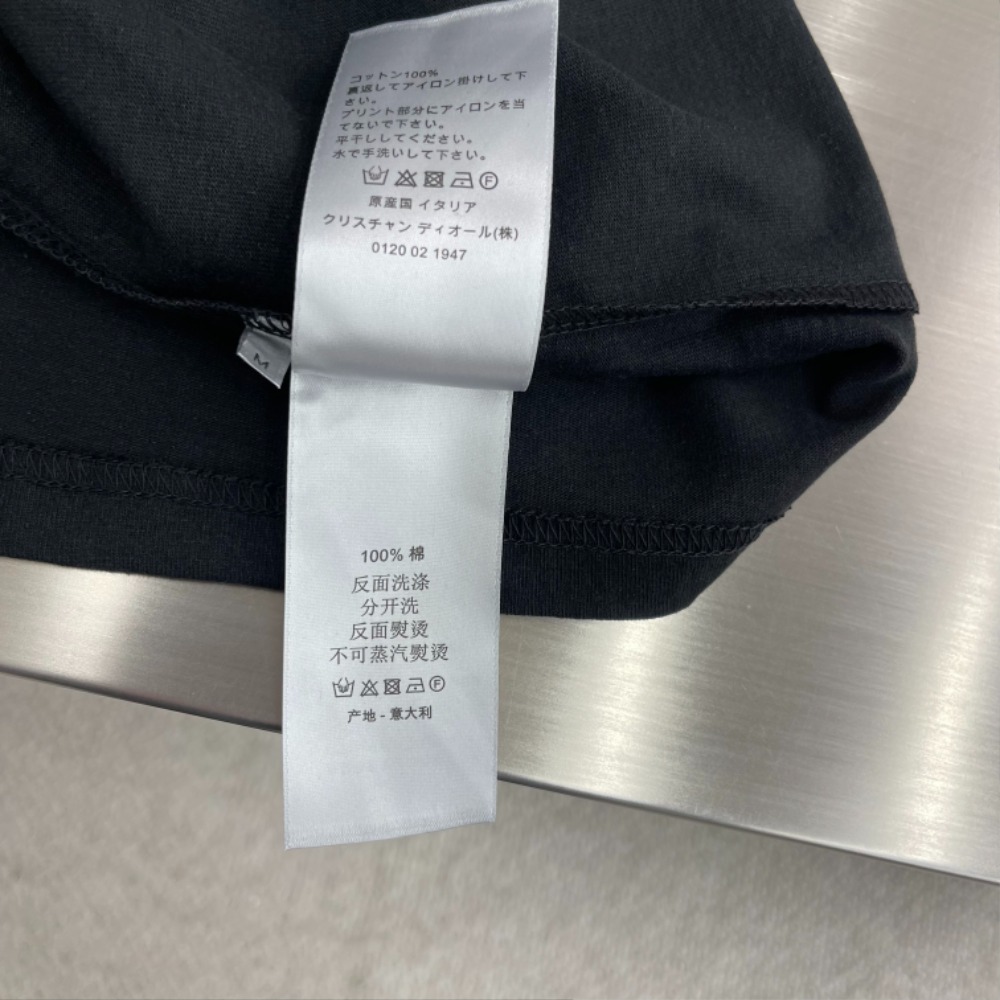 コットン100%
裏返してアイロン掛けして下
さい。
プリント部分にアイロンを当
てないで下さい。
平干ししてください。
水で手洗いして下さい。
F
原産国 イタリア
クリスチャン ディオール(株)
0120 02 1947
M
100% 棉
反面洗涤
分开洗
反面熨烫
不可蒸汽熨烫
F
产地 - 意大利